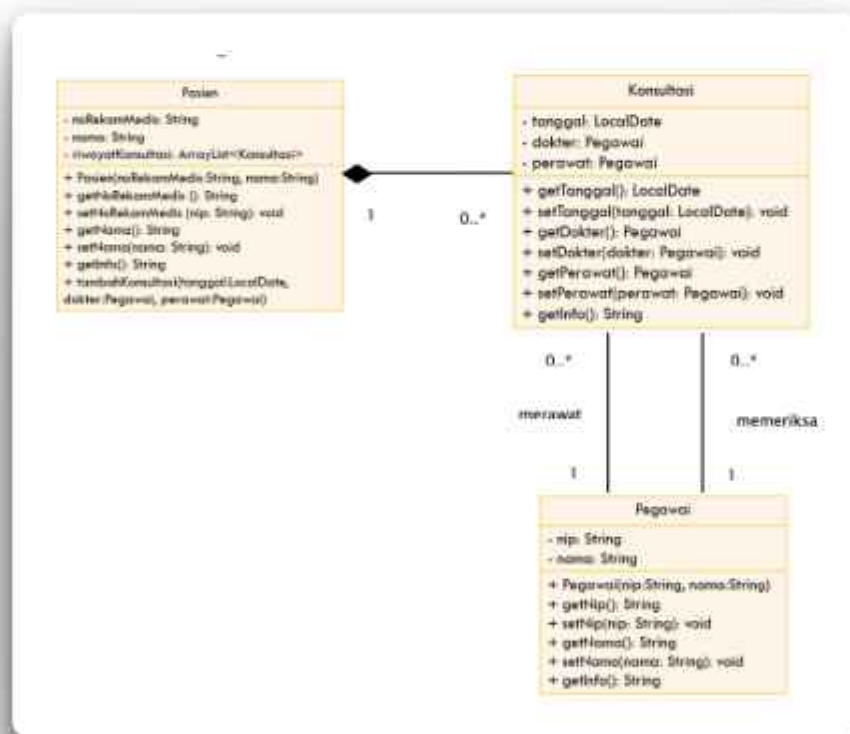 Pasien
- noRekamMedis: String
- nama: String
- riwayatKonsultasi: ArrayList<Konsultasi>
+ Pasien(noRekamMedis:String, nama:String)
+ getNoRekamMedis (): String
+ setNoRekamMedis (nip: String): void
+ getNama(): String
+ setNama(nama: String): void
+ getInfo(): String
+ tambahKonsultasi(tanggal:LocalDate,
dokter:Pegawai, perawat:Pegawai)
1
0..*
Konsultasi
- tanggal: LocalDate
- dokter: Pegawai
- perawat: Pegawai
+ getTanggal(): LocalDate
+ setTanggal(tanggal: LocalDate): void
+ getDokter(): Pegawai
+ setDokter(dokter: Pegawai): void
+ getPerawat(): Pegawai
+ setPerawat(perawat: Pegawai): void
+ getInfo(): String
0..*
0..*
merawat
memeriksa
1
1
Pegawai
- nip: String
- nama: String
+ Pegawai(nip:String, nama:String)
+ getNip(): String
+ setNip(nip: String): void
+ getNama(): String
+ setNama(nama: String): void
+ getInfo(): String